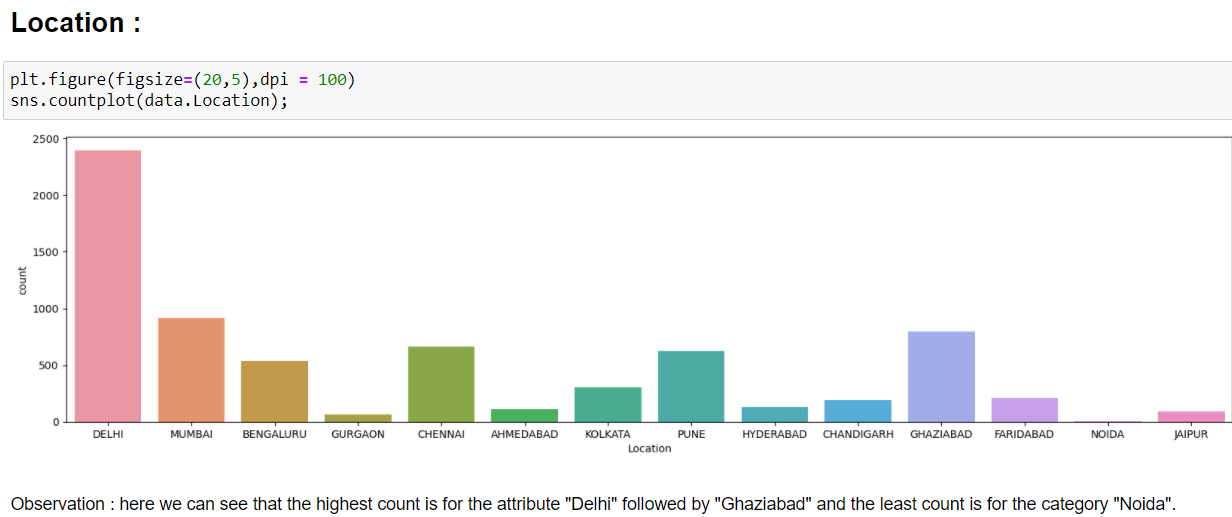 Location :
plt.figure(figsize=(20,5),dpi = 100)
sns.countplot(data.Location);
2500
2000
1500
1000
500
0
count
DELHI MUMBAI BENGALURU GURGAON CHENNAI AHMEDABAD KOLKATA PUNE HYDERABAD CHANDIGARH GHAZIABAD FARIDABAD NOIDA JAIPUR
Location
Observation : here we can see that the highest count is for the attribute "Delhi" followed by "Ghaziabad" and the least count is for the category "Noida".